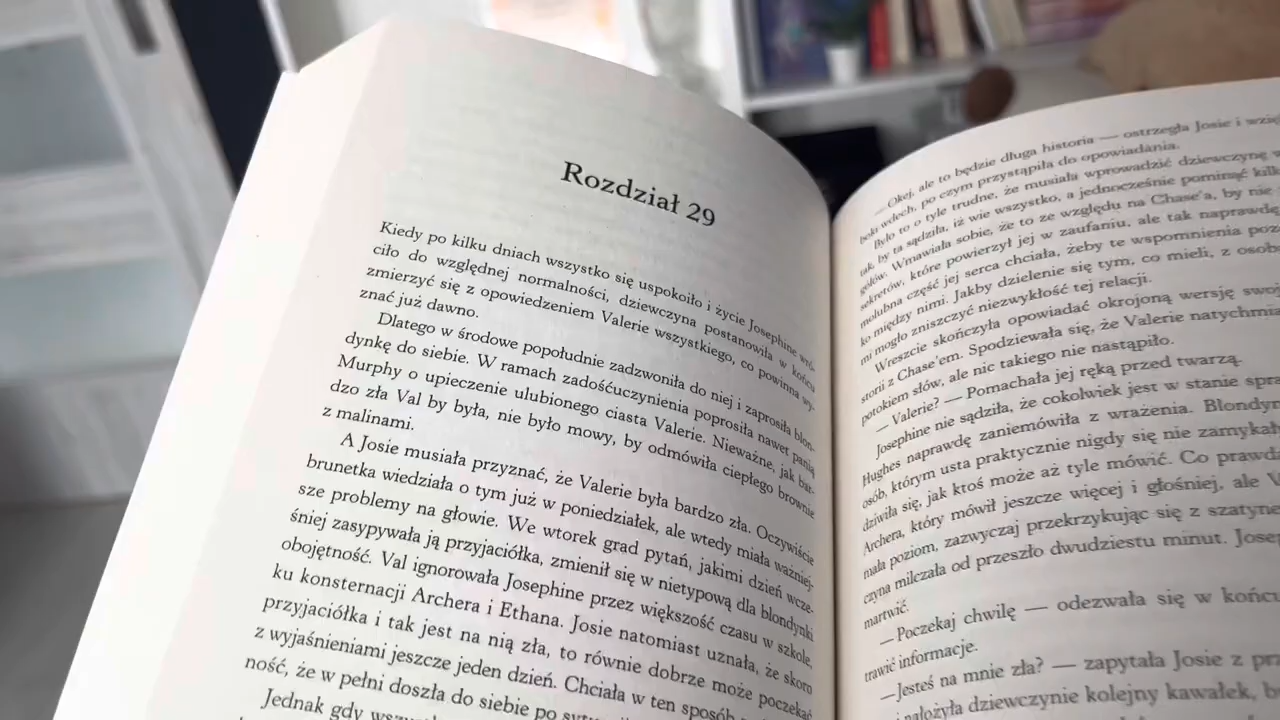 Rozdział 29
Kiedy po kilku dniach wszystko się uspokoiło i życie Josephine wró-
ciło do względnej normalności, dziewczyna postanowiła w końcu
zmierzyć się z opowiedzeniem Valerie wszystkiego, co powinna wy-
znać już dawno.
Dlatego w środowe popołudnie zadzwoniła do niej i zaprosiła blon-
dynkę do siebie. W ramach zadośćuczynienia poprosiła nawet panią
Murphy o upieczenie ulubionego ciasta Valerie. Nieważne, jak bar-
dzo zła Val by była, nie było mowy, by odmówiła ciepłego brownie
z malinami.
A Josie musiała przyznać, że Valerie była bardzo zła. Oczywiście
brunetka wiedziała o tym już w poniedziałek, ale wtedy miała ważniej-
sze problemy na głowie. We wtorek grad pytań, jakimi dzień wcze-
śniej zasypywała ją przyjaciółka, zmienił się w nietypową dla blondynki
obojętność. Val ignorowała Josephine przez większość czasu w szkole,
ku konsternacji Archera i Ethana. Josie natomiast uznała, że skoro
przyjaciółka i tak jest na nią zła, to równie dobrze może poczekać
z wyjaśnieniami jeszcze jeden dzień. Chciała w ten sposób
ność, że w pełni doszła do siebie po
Jednak gdy
— Okej, ale to będzie długa historia — ostrzegła Josie i
wdech, po czym przystąpiła do opowiadania.
Było to o tyle trudne, że musiała wprowadzić dziewczynę
tak, by ta sądziła, iż wie wszystko, a jednocześnie pominąć
gółów. Wmawiała sobie, że to ze względu na Chase'a, by nie
sekretów, które powierzył jej w zaufaniu, ale tak naprawdę
molubna część jej serca chciała, żeby te wspomnienia
ko między nimi. Jakby dzielenie się tym, co mieli, z
mi mogło zniszczyć niezwykłość tej relacji.
Wreszcie skończyła opowiadać okrojoną wersję
storii z Chase'em. Spodziewała się, że Valerie
potokiem słów, ale nic takiego nie nastąpiło.
— Valerie? — Pomachała jej ręką przed twarzą.
Josephine nie sądziła, że cokolwiek jest w stanie
Hughes naprawdę zaniemówiła z wrażenia.
osób, którym usta praktycznie nigdy się nie
dziwiła się, jak ktoś może aż tyle mówić. Co
Archera, który mówił jeszcze więcej i głośniej, ale
mała poziom, zazwyczaj przekrzykując się z
czyna milczała od przeszło dwudziestu minut.
martwić.
— Poczekaj chwilę — odezwała się w końcu
trawić informacje.
— Jesteś na mnie zła? — zapytała Josie z
i nałożyła dziewczynie kolejny kawałek,